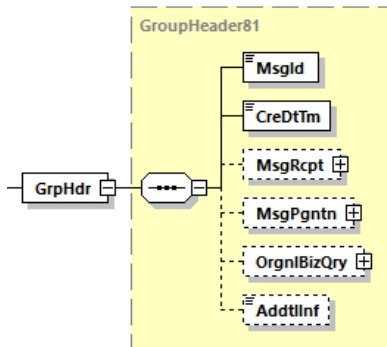 GroupHeader81
MsgId
CreDtTm
MsgRcpt
GrpHdr
MsgPgntn
OrgnlBizQry
AddtlInf